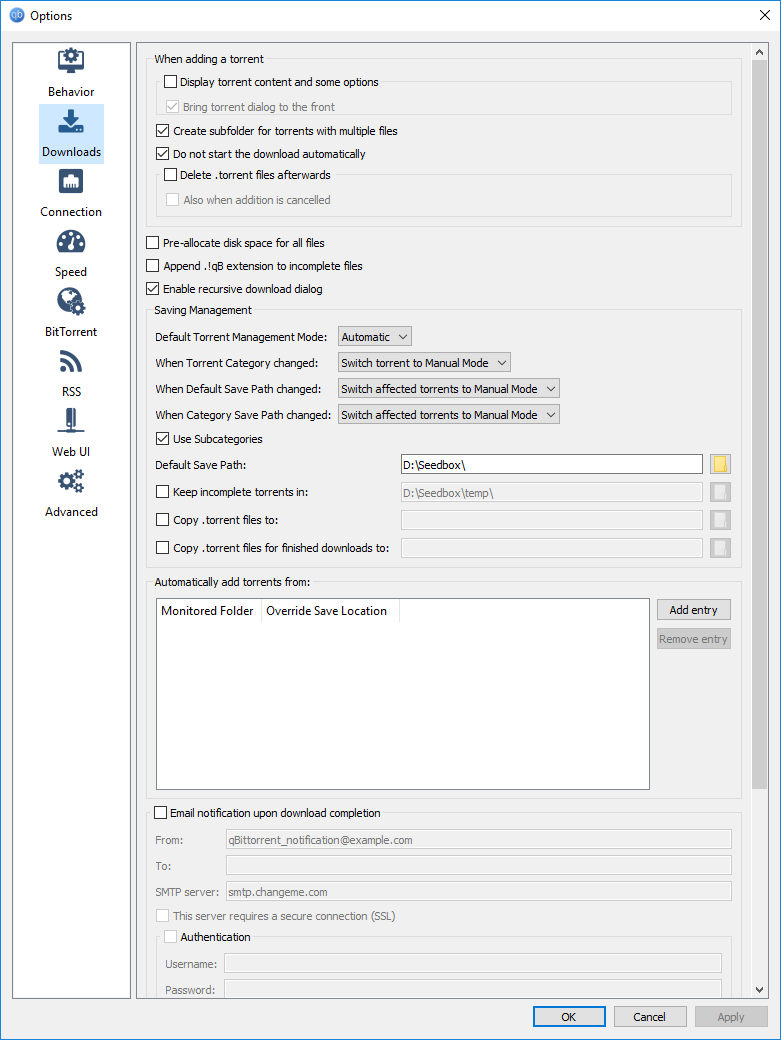 qb Options
Behavior
Downloads
Connection
Speed
BitTorrent
RSS
Web UI
Advanced
When adding a torrent
Display torrent content and some options
Bring torrent dialog to the front
Create subfolder for torrents with multiple files
Do not start the download automatically
Delete .torrent files afterwards
Also when addition is cancelled
Pre-allocate disk space for all files
Append .!qB extension to incomplete files
Enable recursive download dialog
Saving Management
Default Torrent Management Mode: Automatic
When Torrent Category changed: Switch torrent to Manual Mode
When Default Save Path changed: Switch affected torrents to Manual Mode
When Category Save Path changed: Switch affected torrents to Manual Mode
Use Subcategories
Default Save Path: D:\Seedbox\
Keep incomplete torrents in: D:\Seedbox\temp\
Copy .torrent files to:
Copy .torrent files for finished downloads to:
Automatically add torrents from:
Monitored Folder Override Save Location
Add entry
Remove entry
Email notification upon download completion
From: qBittorrent_notification@example.com
To:
SMTP server: smtp.changeme.com
This server requires a secure connection (SSL)
Authentication
Username:
Password:
OK Cancel Apply